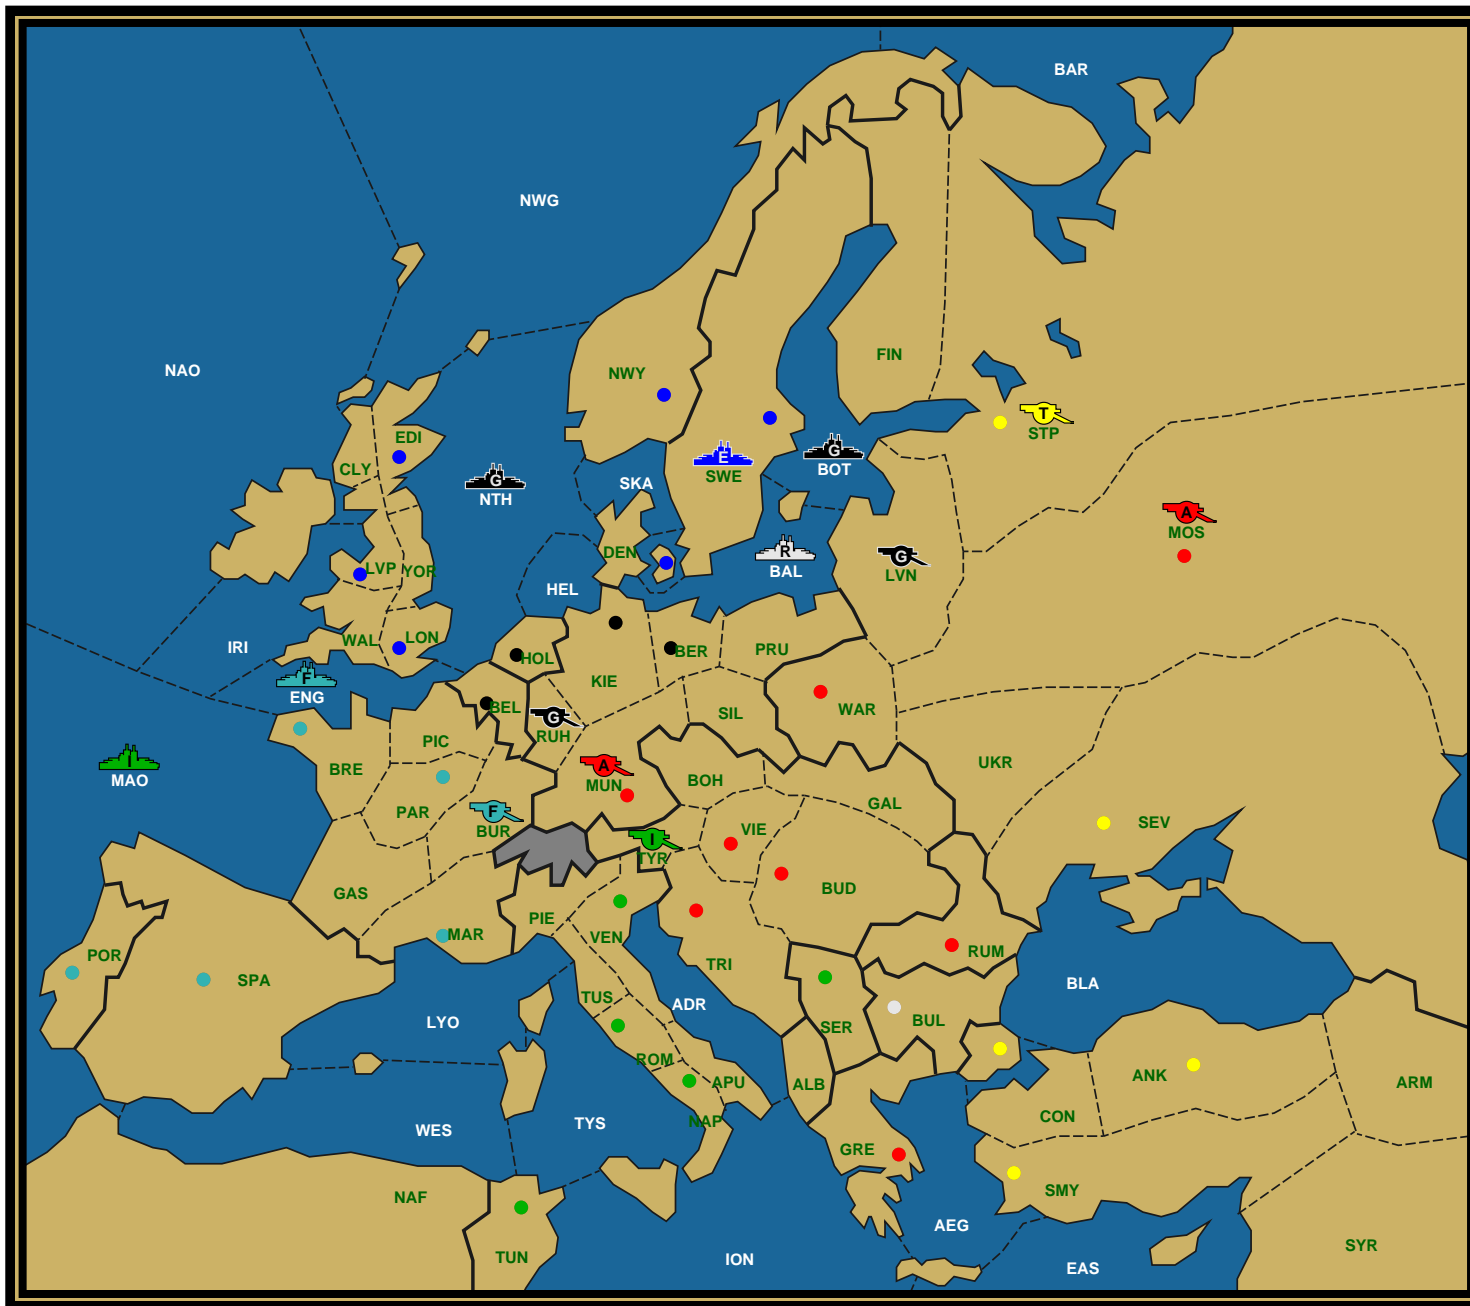 BAR
NWG
NAO
FIN
NWY
T
STP
EDI
CLY
E
SWE
G
BOT
G
NTH
SKA
A
MOS
DEN
R
BAL
G
LVN
LVP
YOR
HEL
IRI
WAL
LON
HOL
BER
PRU
F
ENG
KIE
BEL
G
RUH
SIL
WAR
PIC
I
MAO
BRE
A
MUN
BOH
UKR
GAL
PAR
F
BUR
VIE
SEV
I
TYR
BUD
GAS
PIE
MAR
VEN
POR
SPA
TRI
RUM
BLA
TUS
ADR
LYO
SER
BUL
ROM
APU
ALB
ANK
ARM
WES
TYS
NAP
CON
GRE
NAF
SMY
AEG
TUN
ION
EAS
SYR